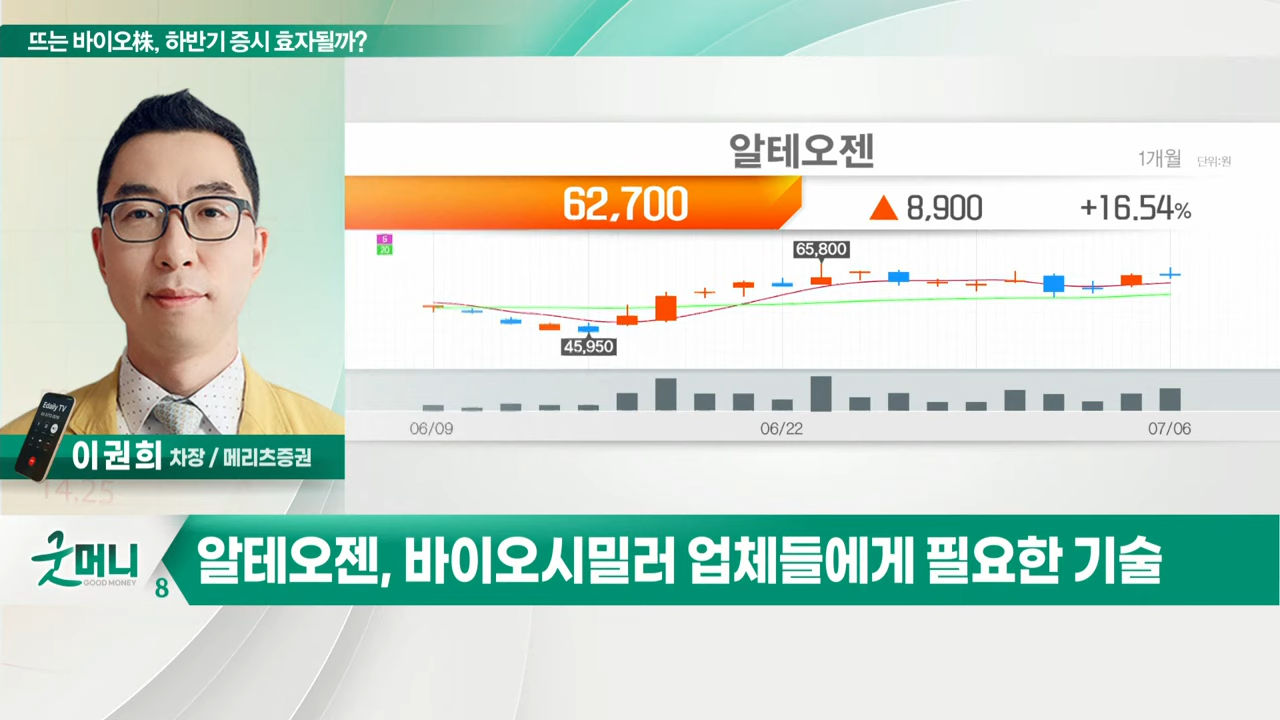 뜨는 바이오株, 하반기 증시 효자될까?
알테오젠
1개월 단위:원
62,700 ▲ 8,900 +16.54%
5
20
65,800
45,950
06/09 06/22 07/06
Edaily TV
이권희 차장 / 메리츠증권
14.25
굿머니
GOOD MONEY
8
알테오젠, 바이오시밀러 업체들에게 필요한 기술